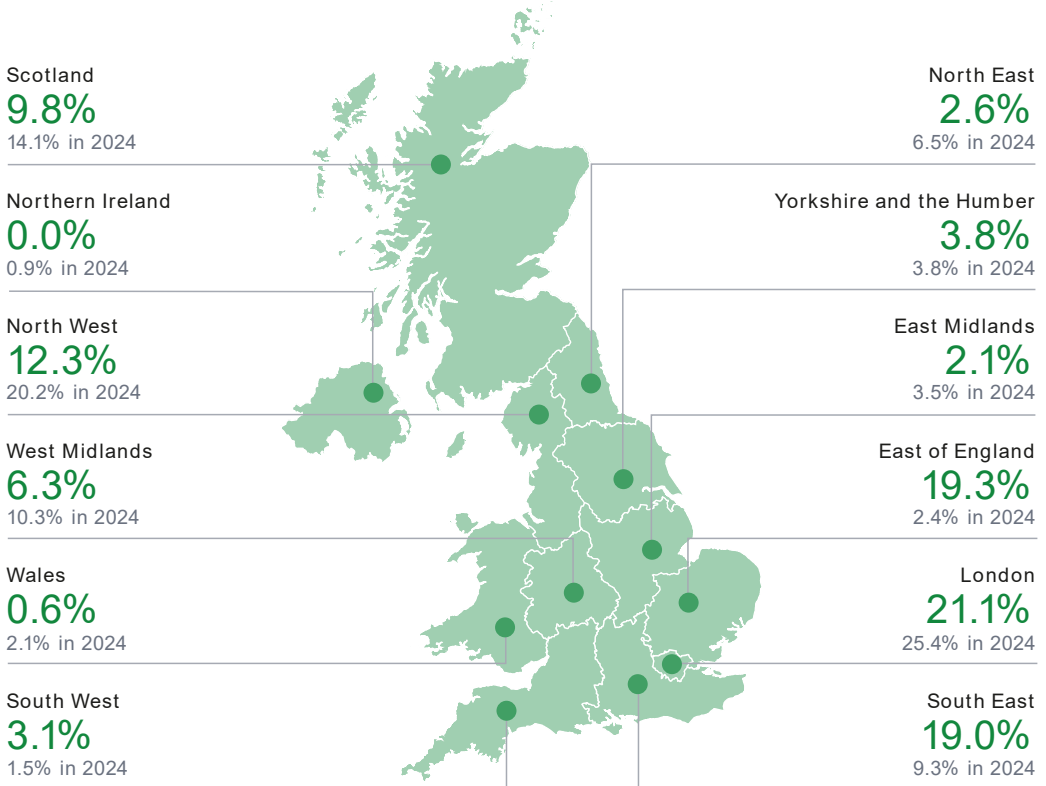 Scotland
9.8%
14.1% in 2024
Northern Ireland
0.0%
0.9% in 2024
North West
12.3%
20.2% in 2024
West Midlands
6.3%
10.3% in 2024
Wales
0.6%
2.1% in 2024
South West
3.1%
1.5% in 2024
North East
2.6%
6.5% in 2024
Yorkshire and the Humber
3.8%
3.8% in 2024
East Midlands
2.1%
3.5% in 2024
East of England
19.3%
2.4% in 2024
London
21.1%
25.4% in 2024
South East
19.0%
9.3% in 2024